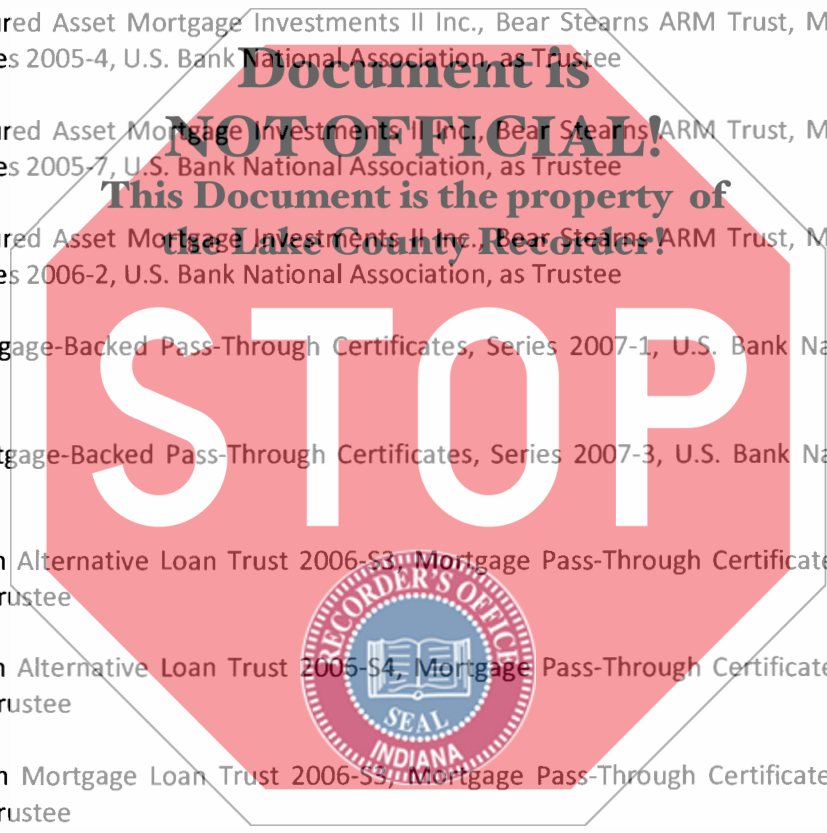 red Asset Mortgage Investments II Inc., Bear Stearns ARM Trust, M
es 2005-4, U.S. Bank National Association, as Trustee
Document is
red Asset Mortgage Investments II Inc., Bear Stearns ARM Trust, M
NOT OFFICIAL!
es 2005-7, U.S. Bank National Association, as Trustee
This Document is the property of
red Asset Mortgage Investments II Inc., Bear Stearns ARM Trust, M
the Lake County Recorder!
es 2006-2, U.S. Bank National Association, as Trustee
gage-Backed Pass-Through Certificates, Series 2007-1, U.S. Bank Na
STOP
tgage-Backed Pass-Through Certificates, Series 2007-3, U.S. Bank Na
n Alternative Loan Trust 2006-S3, Mortgage Pass-Through Certificate
rustee
RECORDER'S OFFICE
n Alternative Loan Trust 2006-S4, Mortgage Pass-Through Certificate
rustee
SEAL
INDIANA
n Mortgage Loan Trust 2006-S3, Mortgage Pass-Through Certificate
rustee